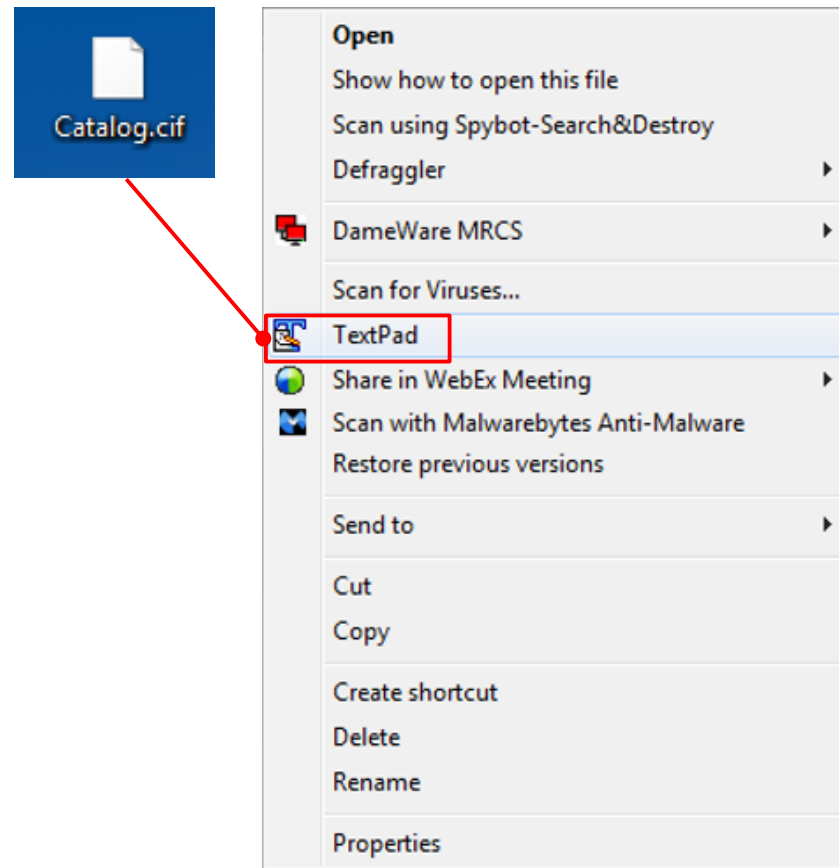 Catalog.cif
Open
Show how to open this file
Scan using Spybot-Search&Destroy
Defraggler
DameWare MRCS
Scan for Viruses...
TextPad
Share in WebEx Meeting
Scan with Malwarebytes Anti-Malware
Restore previous versions
Send to
Cut
Copy
Create shortcut
Delete
Rename
Properties